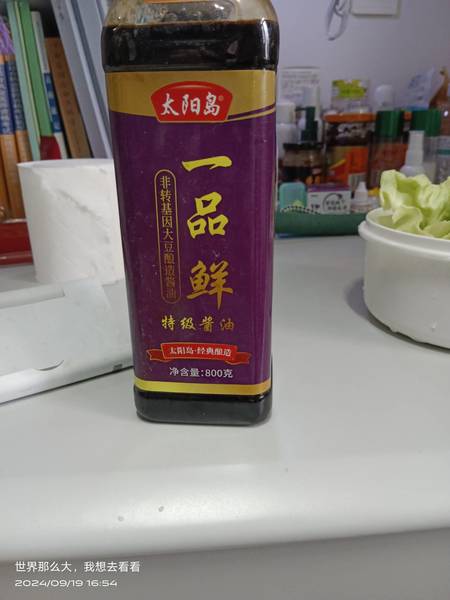 太阳岛®
一品鲜
非转基因大豆酿造酱油
特级酱油
太阳岛·经典酿造
净含量:800克
世界那么大，我想去看看
2024/09/19 16:54